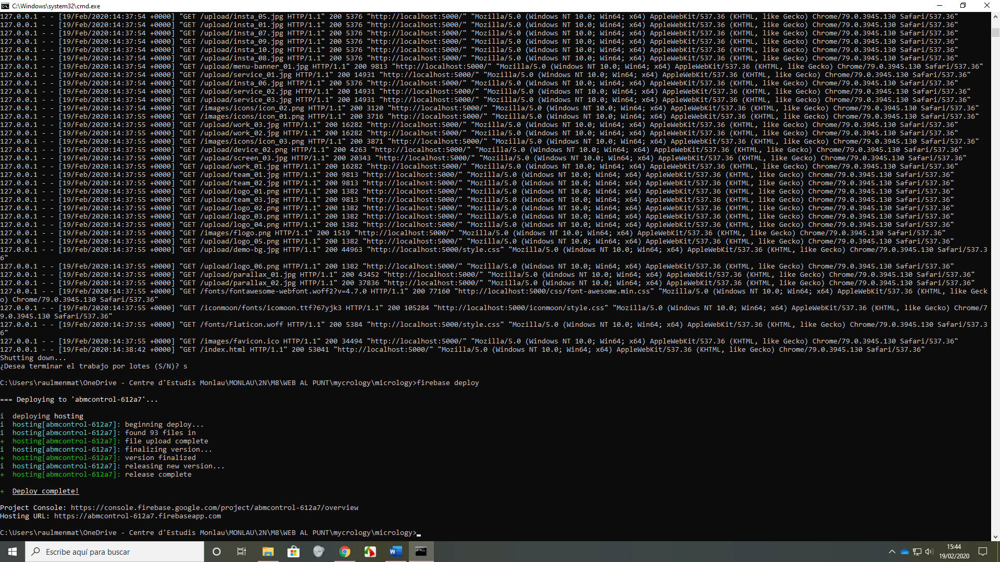 C:\Windows\system32\cmd.exe
127.0.0.1 - - [19/Feb/2020:14:37:54 +0000] "GET /upload/insta_05.jpg HTTP/1.1" 200 5376 "http://localhost:5000/" "Mozilla/5.0 (Windows NT 10.0; Win64; x64) AppleWebKit/537.36 (KHTML, like Gecko) Chrome/79.0.3945.130 Safari/537.36"
127.0.0.1 - - [19/Feb/2020:14:37:54 +0000] "GET /upload/insta_01.jpg HTTP/1.1" 200 5376 "http://localhost:5000/" "Mozilla/5.0 (Windows NT 10.0; Win64; x64) AppleWebKit/537.36 (KHTML, like Gecko) Chrome/79.0.3945.130 Safari/537.36"
127.0.0.1 - - [19/Feb/2020:14:37:54 +0000] "GET /upload/insta_07.jpg HTTP/1.1" 200 5376 "http://localhost:5000/" "Mozilla/5.0 (Windows NT 10.0; Win64; x64) AppleWebKit/537.36 (KHTML, like Gecko) Chrome/79.0.3945.130 Safari/537.36"
127.0.0.1 - - [19/Feb/2020:14:37:54 +0000] "GET /upload/insta_09.jpg HTTP/1.1" 200 5376 "http://localhost:5000/" "Mozilla/5.0 (Windows NT 10.0; Win64; x64) AppleWebKit/537.36 (KHTML, like Gecko) Chrome/79.0.3945.130 Safari/537.36"
127.0.0.1 - - [19/Feb/2020:14:37:54 +0000] "GET /upload/insta_10.jpg HTTP/1.1" 200 5376 "http://localhost:5000/" "Mozilla/5.0 (Windows NT 10.0; Win64; x64) AppleWebKit/537.36 (KHTML, like Gecko) Chrome/79.0.3945.130 Safari/537.36"
127.0.0.1 - - [19/Feb/2020:14:37:54 +0000] "GET /upload/insta_08.jpg HTTP/1.1" 200 5376 "http://localhost:5000/" "Mozilla/5.0 (Windows NT 10.0; Win64; x64) AppleWebKit/537.36 (KHTML, like Gecko) Chrome/79.0.3945.130 Safari/537.36"
127.0.0.1 - - [19/Feb/2020:14:37:54 +0000] "GET /upload/menu-banner_01.jpg HTTP/1.1" 200 9813 "http://localhost:5000/" "Mozilla/5.0 (Windows NT 10.0; Win64; x64) AppleWebKit/537.36 (KHTML, like Gecko) Chrome/79.0.3945.130 Safari/537.36"
127.0.0.1 - - [19/Feb/2020:14:37:54 +0000] "GET /upload/service_01.jpg HTTP/1.1" 200 14931 "http://localhost:5000/" "Mozilla/5.0 (Windows NT 10.0; Win64; x64) AppleWebKit/537.36 (KHTML, like Gecko) Chrome/79.0.3945.130 Safari/537.36"
127.0.0.1 - - [19/Feb/2020:14:37:54 +0000] "GET /upload/insta_06.jpg HTTP/1.1" 200 5376 "http://localhost:5000/" "Mozilla/5.0 (Windows NT 10.0; Win64; x64) AppleWebKit/537.36 (KHTML, like Gecko) Chrome/79.0.3945.130 Safari/537.36"
127.0.0.1 - - [19/Feb/2020:14:37:54 +0000] "GET /upload/service_02.jpg HTTP/1.1" 200 14931 "http://localhost:5000/" "Mozilla/5.0 (Windows NT 10.0; Win64; x64) AppleWebKit/537.36 (KHTML, like Gecko) Chrome/79.0.3945.130 Safari/537.36"
127.0.0.1 - - [19/Feb/2020:14:37:54 +0000] "GET /upload/service_03.jpg HTTP/1.1" 200 14931 "http://localhost:5000/" "Mozilla/5.0 (Windows NT 10.0; Win64; x64) AppleWebKit/537.36 (KHTML, like Gecko) Chrome/79.0.3945.130 Safari/537.36"
127.0.0.1 - - [19/Feb/2020:14:37:54 +0000] "GET /images/icons/icon_02.png HTTP/1.1" 200 3120 "http://localhost:5000/" "Mozilla/5.0 (Windows NT 10.0; Win64; x64) AppleWebKit/537.36 (KHTML, like Gecko) Chrome/79.0.3945.130 Safari/537.36"
127.0.0.1 - - [19/Feb/2020:14:37:55 +0000] "GET /images/icons/icon_01.png HTTP/1.1" 200 3716 "http://localhost:5000/" "Mozilla/5.0 (Windows NT 10.0; Win64; x64) AppleWebKit/537.36 (KHTML, like Gecko) Chrome/79.0.3945.130 Safari/537.36"
127.0.0.1 - - [19/Feb/2020:14:37:55 +0000] "GET /upload/work_03.jpg HTTP/1.1" 200 16282 "http://localhost:5000/" "Mozilla/5.0 (Windows NT 10.0; Win64; x64) AppleWebKit/537.36 (KHTML, like Gecko) Chrome/79.0.3945.130 Safari/537.36"
127.0.0.1 - - [19/Feb/2020:14:37:55 +0000] "GET /upload/work_02.jpg HTTP/1.1" 200 16282 "http://localhost:5000/" "Mozilla/5.0 (Windows NT 10.0; Win64; x64) AppleWebKit/537.36 (KHTML, like Gecko) Chrome/79.0.3945.130 Safari/537.36"
127.0.0.1 - - [19/Feb/2020:14:37:55 +0000] "GET /images/icons/icon_03.png HTTP/1.1" 200 3871 "http://localhost:5000/" "Mozilla/5.0 (Windows NT 10.0; Win64; x64) AppleWebKit/537.36 (KHTML, like Gecko) Chrome/79.0.3945.130 Safari/537.36"
127.0.0.1 - - [19/Feb/2020:14:37:55 +0000] "GET /upload/device_02.png HTTP/1.1" 200 4263 "http://localhost:5000/" "Mozilla/5.0 (Windows NT 10.0; Win64; x64) AppleWebKit/537.36 (KHTML, like Gecko) Chrome/79.0.3945.130 Safari/537.36"
127.0.0.1 - - [19/Feb/2020:14:37:55 +0000] "GET /upload/screen_03.jpg HTTP/1.1" 200 20343 "http://localhost:5000/" "Mozilla/5.0 (Windows NT 10.0; Win64; x64) AppleWebKit/537.36 (KHTML, like Gecko) Chrome/79.0.3945.130 Safari/537.36"
127.0.0.1 - - [19/Feb/2020:14:37:55 +0000] "GET /upload/work_01.jpg HTTP/1.1" 200 16282 "http://localhost:5000/" "Mozilla/5.0 (Windows NT 10.0; Win64; x64) AppleWebKit/537.36 (KHTML, like Gecko) Chrome/79.0.3945.130 Safari/537.36"
127.0.0.1 - - [19/Feb/2020:14:37:55 +0000] "GET /upload/team_01.jpg HTTP/1.1" 200 9813 "http://localhost:5000/" "Mozilla/5.0 (Windows NT 10.0; Win64; x64) AppleWebKit/537.36 (KHTML, like Gecko) Chrome/79.0.3945.130 Safari/537.36"
127.0.0.1 - - [19/Feb/2020:14:37:55 +0000] "GET /upload/team_02.jpg HTTP/1.1" 200 9813 "http://localhost:5000/" "Mozilla/5.0 (Windows NT 10.0; Win64; x64) AppleWebKit/537.36 (KHTML, like Gecko) Chrome/79.0.3945.130 Safari/537.36"
127.0.0.1 - - [19/Feb/2020:14:37:55 +0000] "GET /upload/logo_01.png HTTP/1.1" 200 1382 "http://localhost:5000/" "Mozilla/5.0 (Windows NT 10.0; Win64; x64) AppleWebKit/537.36 (KHTML, like Gecko) Chrome/79.0.3945.130 Safari/537.36"
127.0.0.1 - - [19/Feb/2020:14:37:55 +0000] "GET /upload/team_03.jpg HTTP/1.1" 200 9813 "http://localhost:5000/" "Mozilla/5.0 (Windows NT 10.0; Win64; x64) AppleWebKit/537.36 (KHTML, like Gecko) Chrome/79.0.3945.130 Safari/537.36"
127.0.0.1 - - [19/Feb/2020:14:37:55 +0000] "GET /upload/logo_02.png HTTP/1.1" 200 1382 "http://localhost:5000/" "Mozilla/5.0 (Windows NT 10.0; Win64; x64) AppleWebKit/537.36 (KHTML, like Gecko) Chrome/79.0.3945.130 Safari/537.36"
127.0.0.1 - - [19/Feb/2020:14:37:55 +0000] "GET /upload/logo_03.png HTTP/1.1" 200 1382 "http://localhost:5000/" "Mozilla/5.0 (Windows NT 10.0; Win64; x64) AppleWebKit/537.36 (KHTML, like Gecko) Chrome/79.0.3945.130 Safari/537.36"
127.0.0.1 - - [19/Feb/2020:14:37:55 +0000] "GET /upload/logo_04.png HTTP/1.1" 200 1382 "http://localhost:5000/" "Mozilla/5.0 (Windows NT 10.0; Win64; x64) AppleWebKit/537.36 (KHTML, like Gecko) Chrome/79.0.3945.130 Safari/537.36"
127.0.0.1 - - [19/Feb/2020:14:37:55 +0000] "GET /images/flogo.png HTTP/1.1" 200 1519 "http://localhost:5000/" "Mozilla/5.0 (Windows NT 10.0; Win64; x64) AppleWebKit/537.36 (KHTML, like Gecko) Chrome/79.0.3945.130 Safari/537.36"
127.0.0.1 - - [19/Feb/2020:14:37:55 +0000] "GET /upload/logo_05.png HTTP/1.1" 200 1382 "http://localhost:5000/" "Mozilla/5.0 (Windows NT 10.0; Win64; x64) AppleWebKit/537.36 (KHTML, like Gecko) Chrome/79.0.3945.130 Safari/537.36"
127.0.0.1 - - [19/Feb/2020:14:37:55 +0000] "GET /upload/demo-bg.jpg HTTP/1.1" 200 44963 "http://localhost:5000/style.css" "Mozilla/5.0 (Windows NT 10.0; Win64; x64) AppleWebKit/537.36 (KHTML, like Gecko) Chrome/79.0.3945.130 Safari/537.3
6"
127.0.0.1 - - [19/Feb/2020:14:37:55 +0000] "GET /upload/logo_06.png HTTP/1.1" 200 1382 "http://localhost:5000/" "Mozilla/5.0 (Windows NT 10.0; Win64; x64) AppleWebKit/537.36 (KHTML, like Gecko) Chrome/79.0.3945.130 Safari/537.36"
127.0.0.1 - - [19/Feb/2020:14:37:55 +0000] "GET /upload/parallax_01.jpg HTTP/1.1" 200 43452 "http://localhost:5000/" "Mozilla/5.0 (Windows NT 10.0; Win64; x64) AppleWebKit/537.36 (KHTML, like Gecko) Chrome/79.0.3945.130 Safari/537.36"
127.0.0.1 - - [19/Feb/2020:14:37:55 +0000] "GET /upload/parallax_02.jpg HTTP/1.1" 200 37836 "http://localhost:5000/" "Mozilla/5.0 (Windows NT 10.0; Win64; x64) AppleWebKit/537.36 (KHTML, like Gecko) Chrome/79.0.3945.130 Safari/537.36"
127.0.0.1 - - [19/Feb/2020:14:37:55 +0000] "GET /fonts/fontawesome-webfont.woff2?v=4.7.0 HTTP/1.1" 200 77160 "http://localhost:5000/css/font-awesome.min.css" "Mozilla/5.0 (Windows NT 10.0; Win64; x64) AppleWebKit/537.36 (KHTML, like Geck
o) Chrome/79.0.3945.130 Safari/537.36"
127.0.0.1 - - [19/Feb/2020:14:37:55 +0000] "GET /iconmoon/fonts/icomoon.ttf?67yjk3 HTTP/1.1" 200 105284 "http://localhost:5000/iconmoon/style.css" "Mozilla/5.0 (Windows NT 10.0; Win64; x64) AppleWebKit/537.36 (KHTML, like Gecko) Chrome/7
9.0.3945.130 Safari/537.36"
127.0.0.1 - - [19/Feb/2020:14:37:55 +0000] "GET /fonts/Flaticon.woff HTTP/1.1" 200 5384 "http://localhost:5000/style.css" "Mozilla/5.0 (Windows NT 10.0; Win64; x64) AppleWebKit/537.36 (KHTML, like Gecko) Chrome/79.0.3945.130 Safari/537.3
6"
127.0.0.1 - - [19/Feb/2020:14:37:55 +0000] "GET /images/favicon.ico HTTP/1.1" 200 34494 "http://localhost:5000/" "Mozilla/5.0 (Windows NT 10.0; Win64; x64) AppleWebKit/537.36 (KHTML, like Gecko) Chrome/79.0.3945.130 Safari/537.36"
127.0.0.1 - - [19/Feb/2020:14:38:42 +0000] "GET /index.html HTTP/1.1" 200 53041 "http://localhost:5000/" "Mozilla/5.0 (Windows NT 10.0; Win64; x64) AppleWebKit/537.36 (KHTML, like Gecko) Chrome/79.0.3945.130 Safari/537.36"
Shutting down...
¿Desea terminar el trabajo por lotes (S/N)? s
C:\Users\raulmenmat\OneDrive - Centre d'Estudis Monlau\MONLAU\2N\M8\WEB AL PUNT\mycrology\micrology>firebase deploy
=== Deploying to 'abmcontrol-612a7'...
i deploying hosting
i hosting[abmcontrol-612a7]: beginning deploy...
i hosting[abmcontrol-612a7]: found 93 files in
+ hosting[abmcontrol-612a7]: file upload complete
i hosting[abmcontrol-612a7]: finalizing version...
+ hosting[abmcontrol-612a7]: version finalized
i hosting[abmcontrol-612a7]: releasing new version...
+ hosting[abmcontrol-612a7]: release complete
+ Deploy complete!
Project Console: https://console.firebase.google.com/project/abmcontrol-612a7/overview
Hosting URL: https://abmcontrol-612a7.firebaseapp.com
C:\Users\raulmenmat\OneDrive - Centre d'Estudis Monlau\MONLAU\2N\M8\WEB AL PUNT\mycrology\micrology>_
Escribe aquí para buscar
15:44
19/02/2020